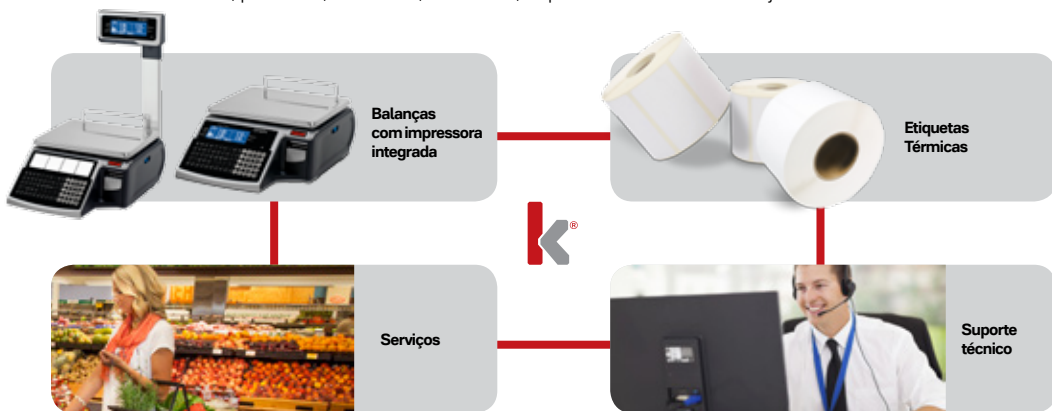 Balanças
com impressora
integrada
Etiquetas
Térmicas
k®
Serviços
Suporte
técnico